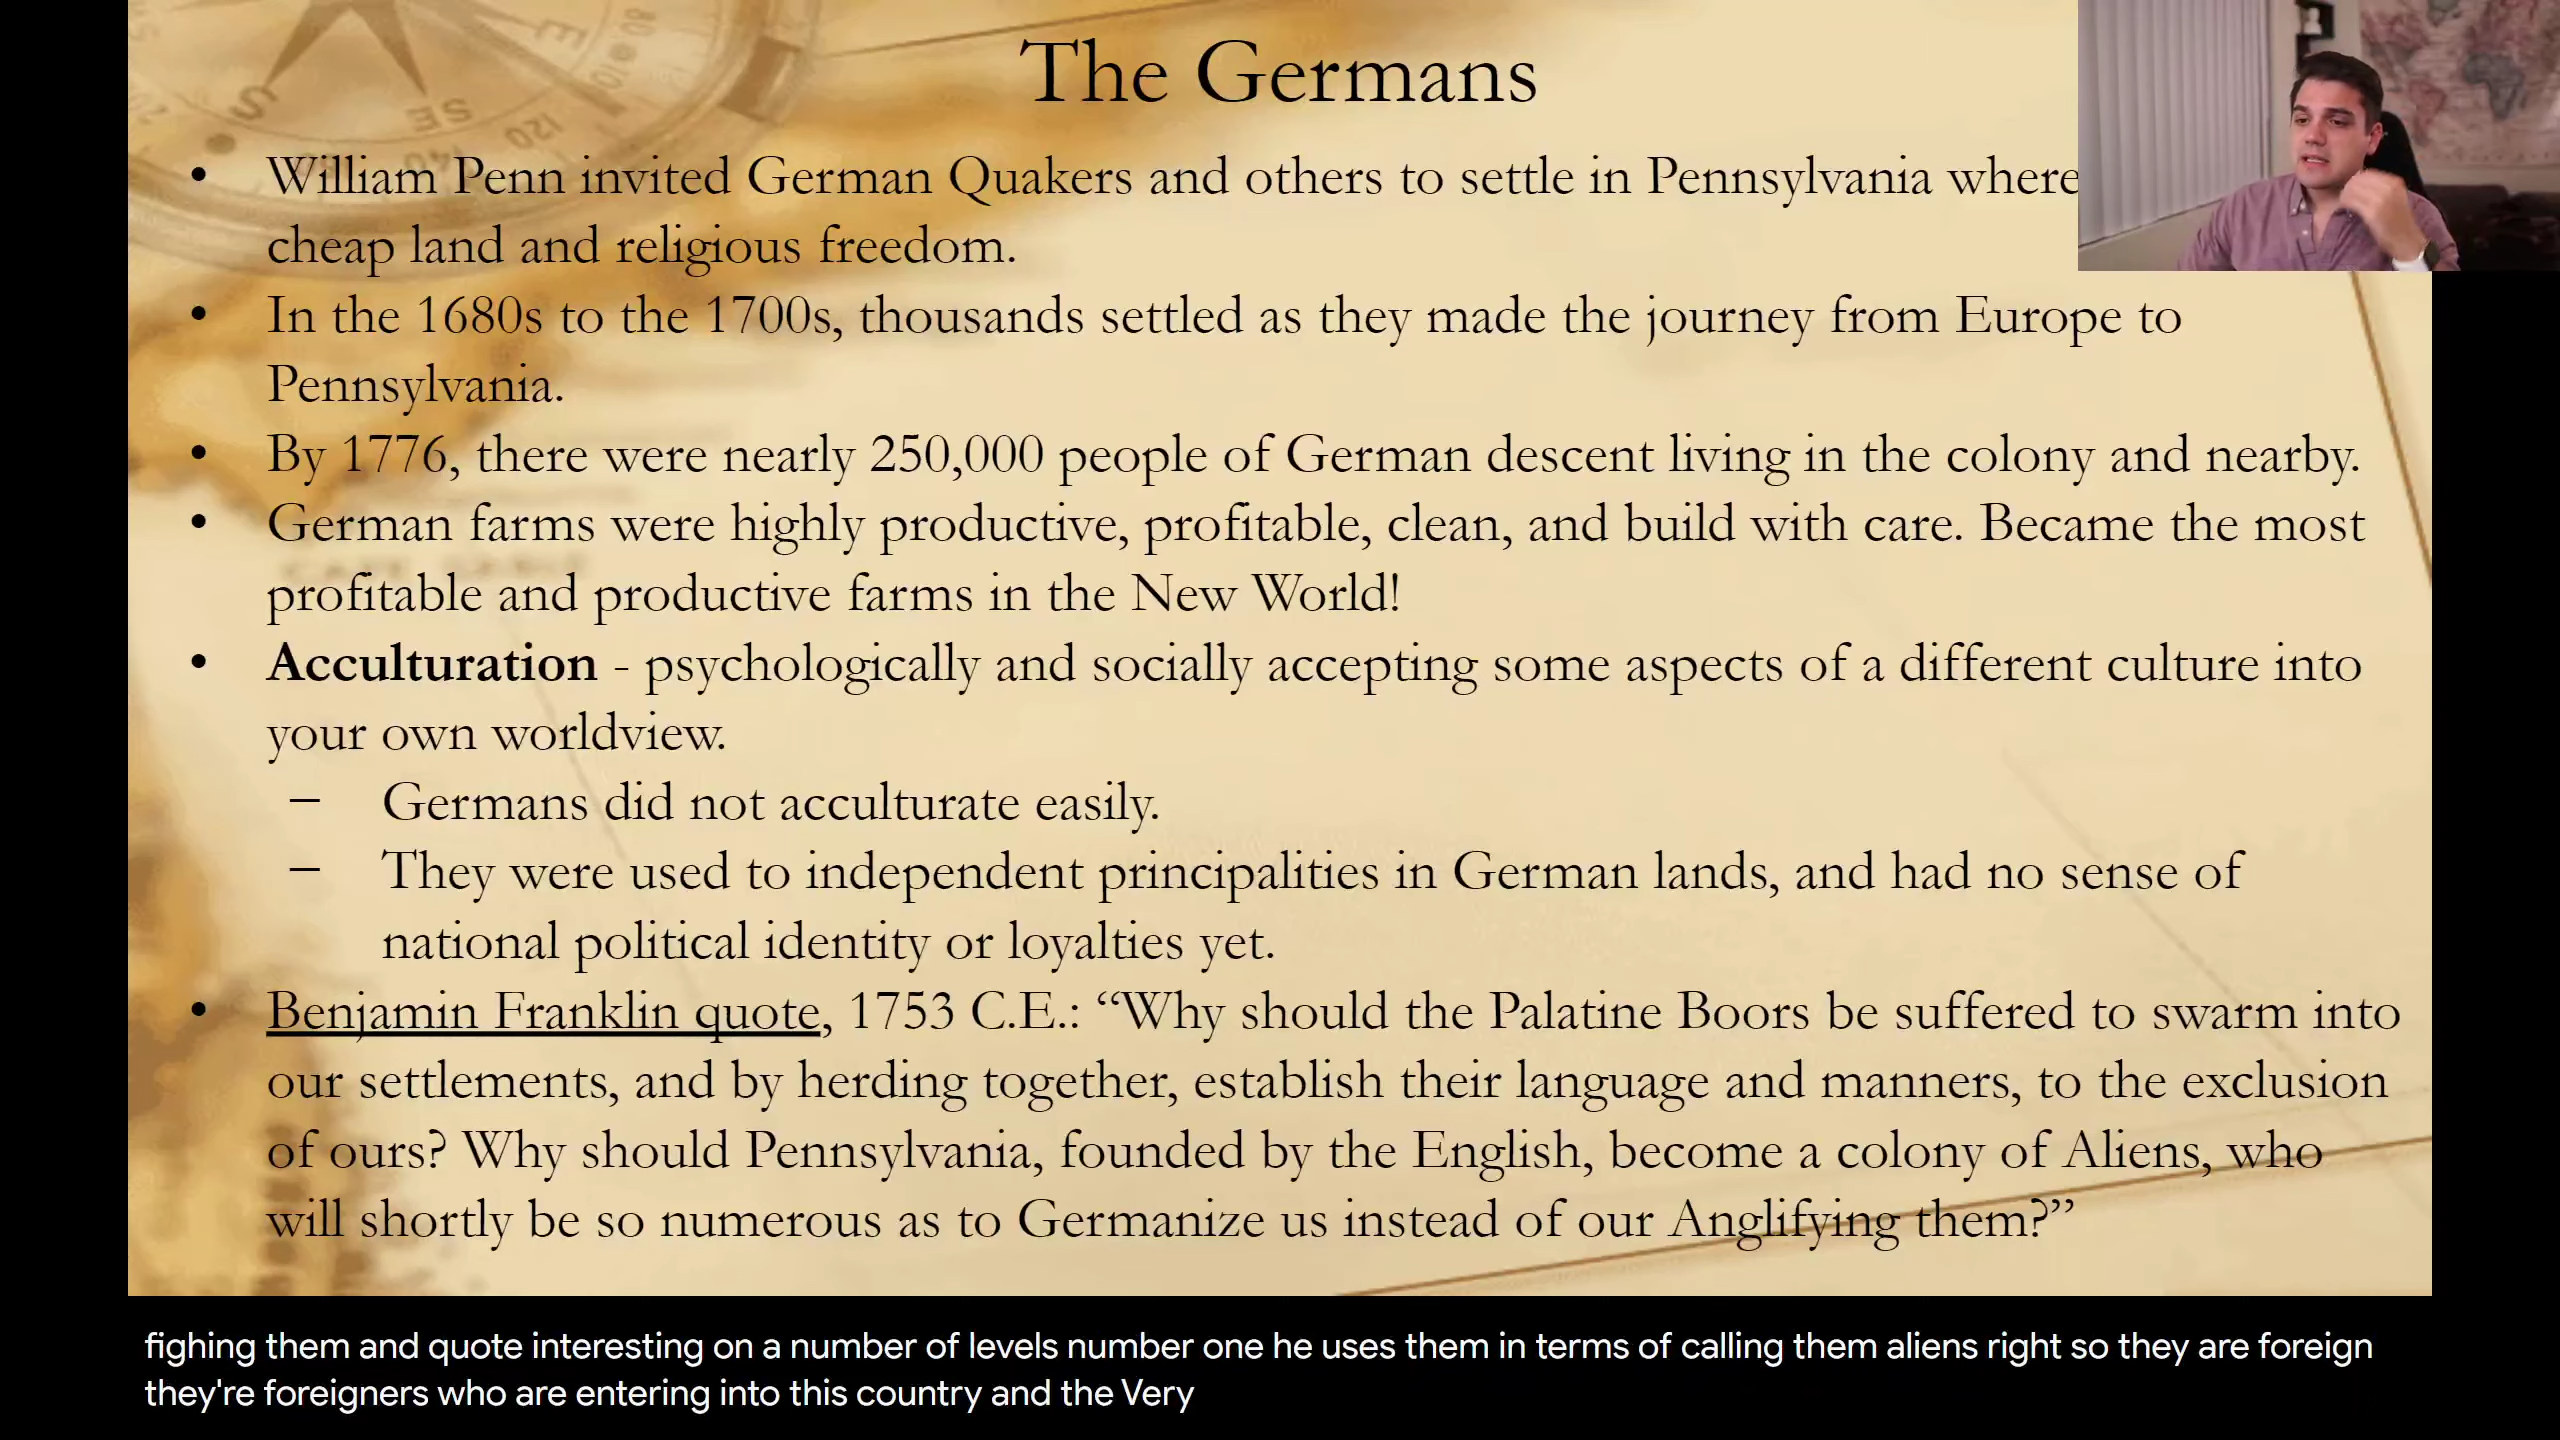 The Germans
• William Penn invited German Quakers and others to settle in Pennsylvania where
cheap land and religious freedom.
• In the 1680s to the 1700s, thousands settled as they made the journey from Europe to
Pennsylvania.
• By 1776, there were nearly 250,000 people of German descent living in the colony and nearby.
• German farms were highly productive, profitable, clean, and build with care. Became the most
profitable and productive farms in the New World!
• Acculturation - psychologically and socially accepting some aspects of a different culture into
your own worldview.
– Germans did not acculturate easily.
– They were used to independent principalities in German lands, and had no sense of
national political identity or loyalties yet.
• Benjamin Franklin quote, 1753 C.E.: “Why should the Palatine Boors be suffered to swarm into
our settlements, and by herding together, establish their language and manners, to the exclusion
of ours? Why should Pennsylvania, founded by the English, become a colony of Aliens, who
will shortly be so numerous as to Germanize us instead of our Anglifying them?”
fighing them and quote interesting on a number of levels number one he uses them in terms of calling them aliens right so they are foreign
they're foreigners who are entering into this country and the Very
S
SE
E
120
140